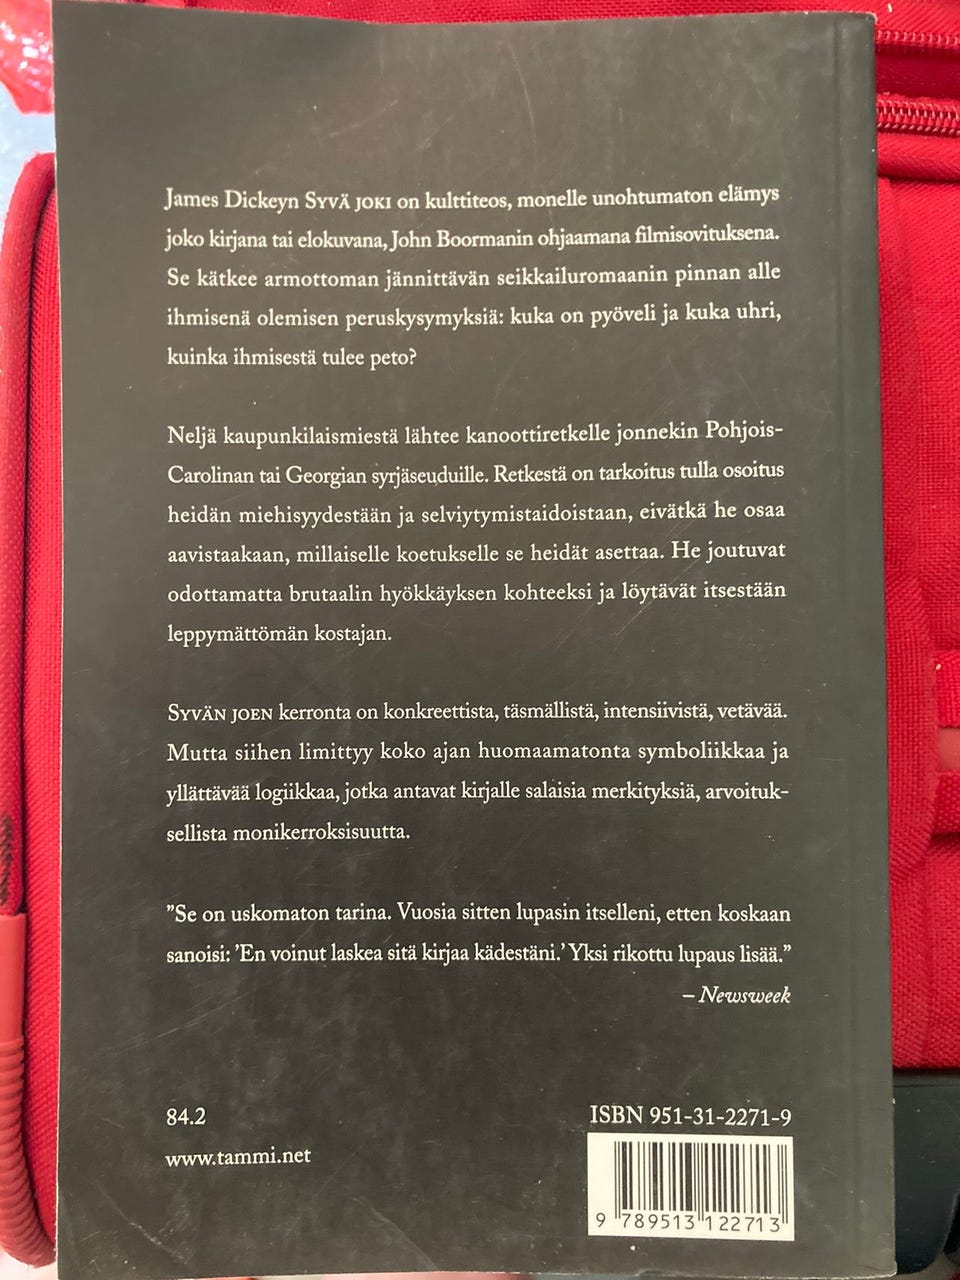 James Dickeyn SYVÄ JOKI on kulttiteos, monelle unohtumaton elämys
joko kirjana tai elokuvana, John Boormanin ohjaamana filmisovituksena.
Se kätkee armottoman jännittävän seikkailuromaanin pinnan alle
ihmisenä olemisen peruskysymyksiä: kuka on pyöveli ja kuka uhri,
kuinka ihmisestä tulee peto?
Neljä kaupunkilaismiestä lähtee kanoottiretkelle jonnekin Pohjois-
Carolinan tai Georgian syrjäseuduille. Retkestä on tarkoitus tulla osoitus
heidän miehisyydestään ja selviytymistaidoistaan, eivätkä he osaa
aavistaakaan, millaiselle koetukselle se heidät asettaa. He joutuvat
odottamatta brutaalin hyökkäyksen kohteeksi ja löytävät itsestään
leppymättömän kostajan.
SYVÄN JOEN kerronta on konkreettista, täsmällistä, intensiivistä, vetävää.
Mutta siihen limittyy koko ajan huomaamatonta symboliikkaa ja
yllättävää logiikkaa, jotka antavat kirjalle salaisia merkityksiä, arvoituk-
sellista monikerroksisuutta.
”Se on uskomaton tarina. Vuosia sitten lupasin itselleni, etten koskaan
sanoisi: ’En voinut laskea sitä kirjaa kädestäni.’ Yksi rikottu lupaus lisää.”
– Newsweek
84.2
www.tammi.net
ISBN 951-31-2271-9
9 789513 122713